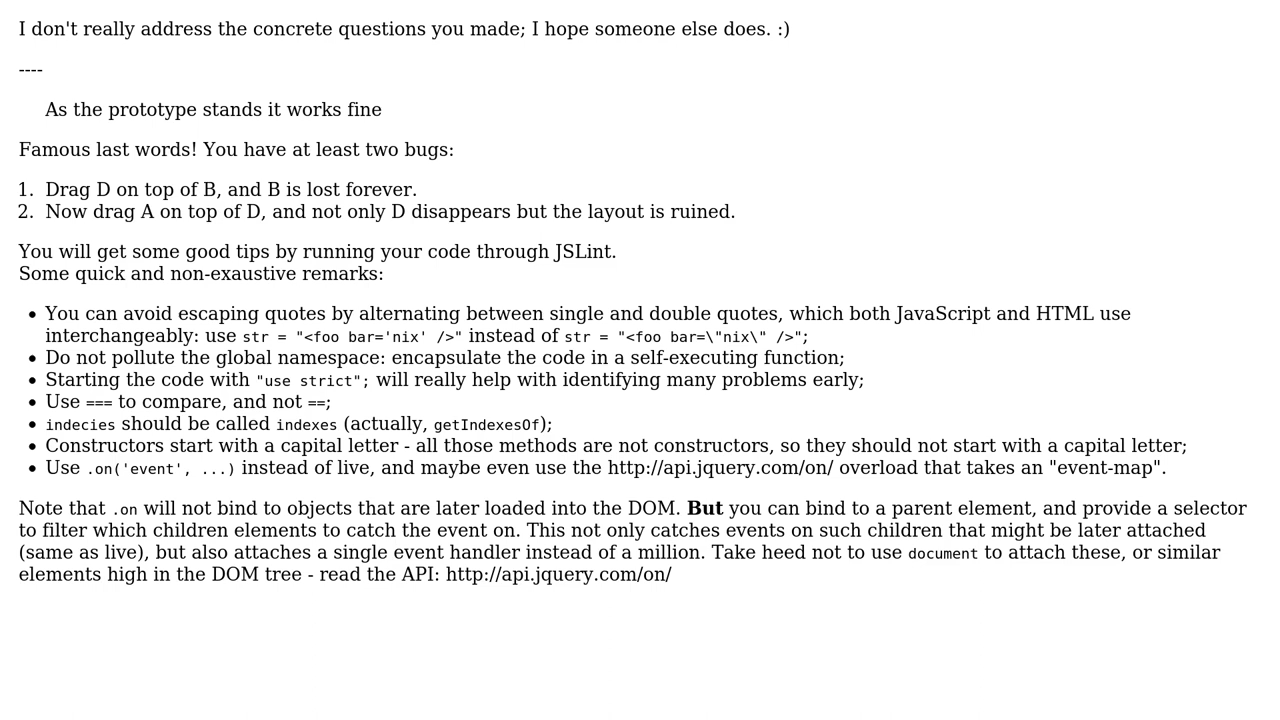 I don't really address the concrete questions you made; I hope someone else does. :)
----
As the prototype stands it works fine
Famous last words! You have at least two bugs:
1. Drag D on top of B, and B is lost forever.
2. Now drag A on top of D, and not only D disappears but the layout is ruined.
You will get some good tips by running your code through JSLint.
Some quick and non-exaustive remarks:
• You can avoid escaping quotes by alternating between single and double quotes, which both JavaScript and HTML use
interchangeably: use str = "<foo bar='nix' />" instead of str = "<foo bar=\"nix\" />";
• Do not pollute the global namespace: encapsulate the code in a self-executing function;
• Starting the code with "use strict"; will really help with identifying many problems early;
• Use === to compare, and not ==;
• indecies should be called indexes (actually, getIndexesOf);
• Constructors start with a capital letter - all those methods are not constructors, so they should not start with a capital letter;
• Use .on('event', ...) instead of live, and maybe even use the http://api.jquery.com/on/ overload that takes an "event-map".
Note that .on will not bind to objects that are later loaded into the DOM. But you can bind to a parent element, and provide a selector
to filter which children elements to catch the event on. This not only catches events on such children that might be later attached
(same as live), but also attaches a single event handler instead of a million. Take heed not to use document to attach these, or similar
elements high in the DOM tree - read the API: http://api.jquery.com/on/